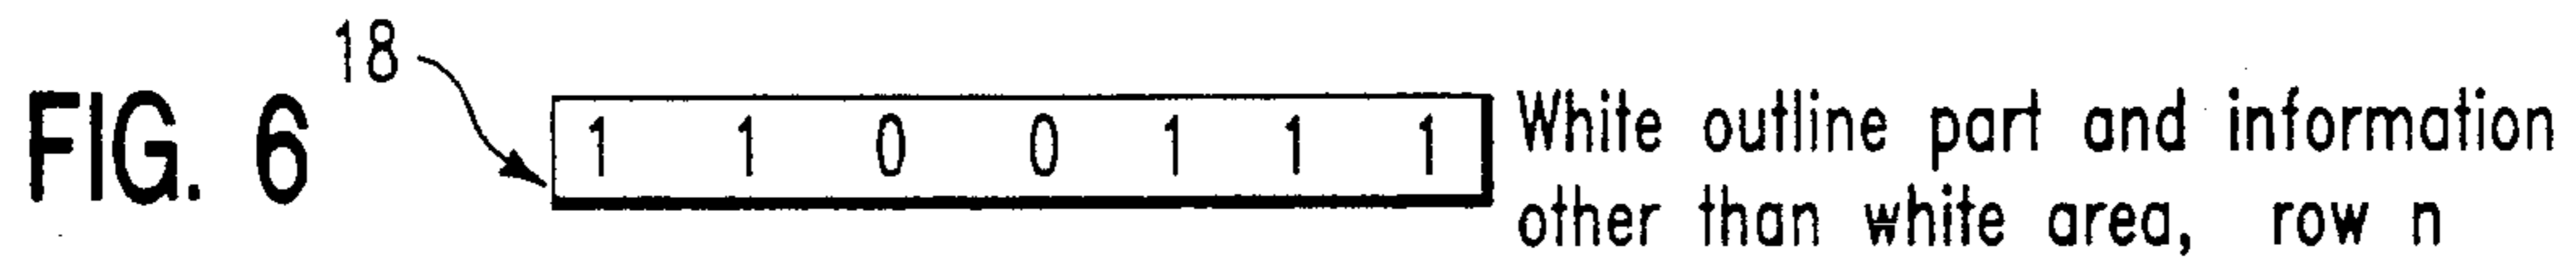 18
FIG. 6
1 1 0 0 1 1 1
White outline part and information
other than white area, row n